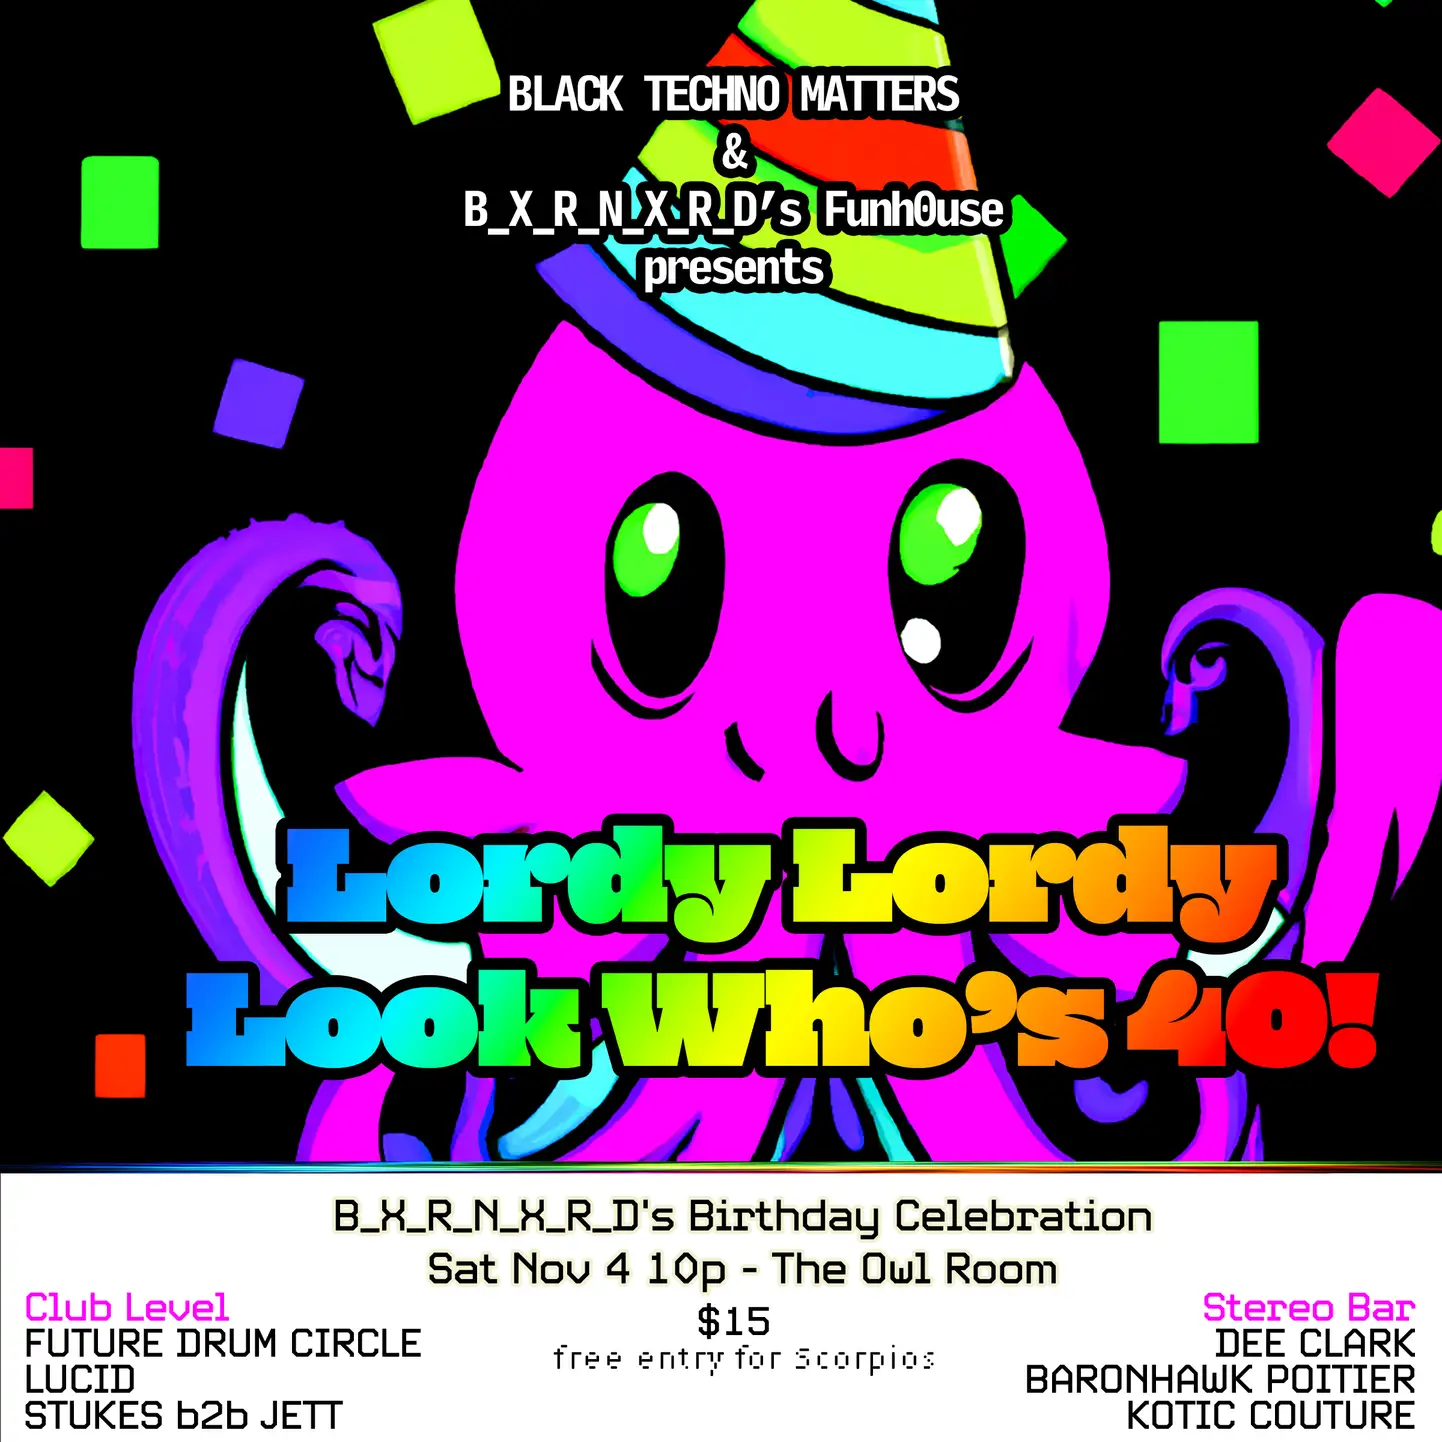 BLACK TECHNO MATTERS
&
B_X_R_N_X_R_D’s Funh0use
presents
Lordy Lordy
Look Who’s 40!
B_X_R_N_X_R_D's Birthday Celebration
Sat Nov 4 10p - The Owl Room
$15
free entry for Scorpios
Club Level
FUTURE DRUM CIRCLE
LUCID
STUKES b2b JETT
Stereo Bar
DEE CLARK
BARONHAWK POITIER
KOTIC COUTURE